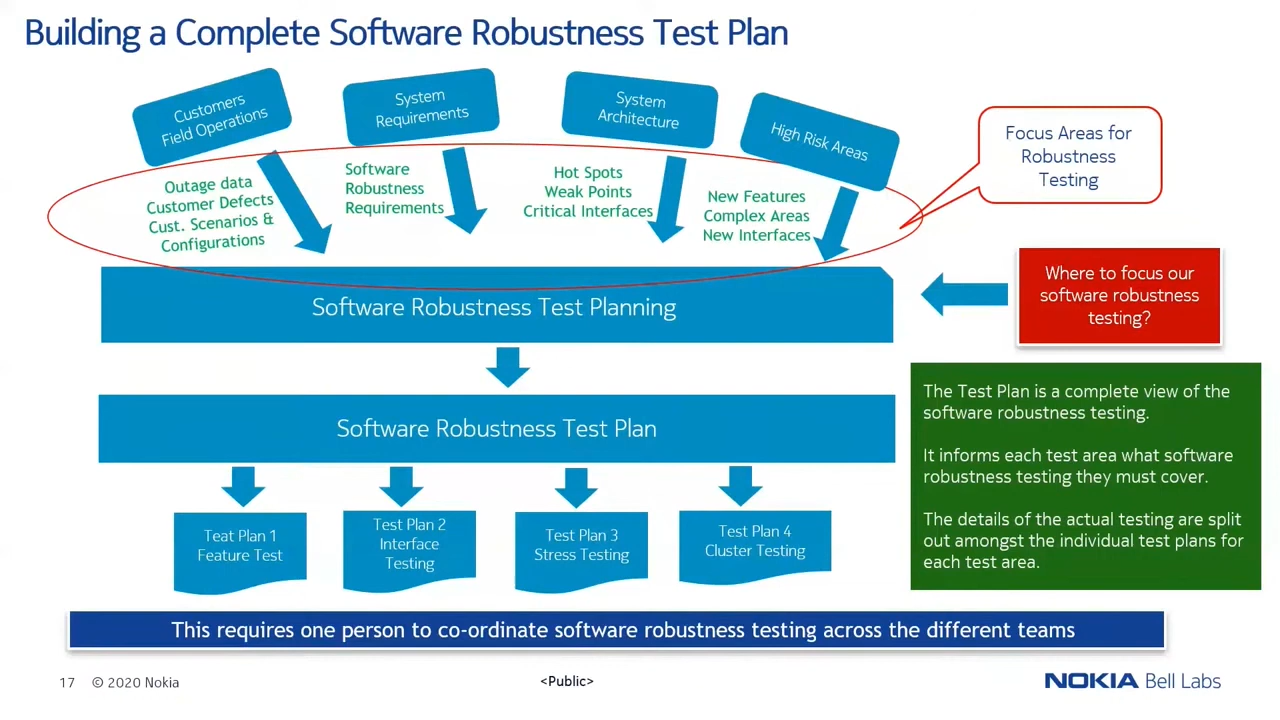 Building a Complete Software Robustness Test Plan
Customers
Field Operations
System
Requirements
System
Architecture
High Risk Areas
Focus Areas for
Robustness
Testing
Outage data
Customer Defects
Cust. Scenarios &
Configurations
Software
Robustness
Requirements
Hot Spots
Weak Points
Critical Interfaces
New Features
Complex Areas
New Interfaces
Where to focus our
software robustness
testing?
Software Robustness Test Planning
Software Robustness Test Plan
The Test Plan is a complete view of the
software robustness testing.
It informs each test area what software
robustness testing they must cover.
The details of the actual testing are split
out amongst the individual test plans for
each test area.
Teat Plan 1
Feature Test
Test Plan 2
Interface
Testing
Test Plan 3
Stress Testing
Test Plan 4
Cluster Testing
This requires one person to co-ordinate software robustness testing across the different teams
17 © 2020 Nokia
<Public>
NOKIA Bell Labs